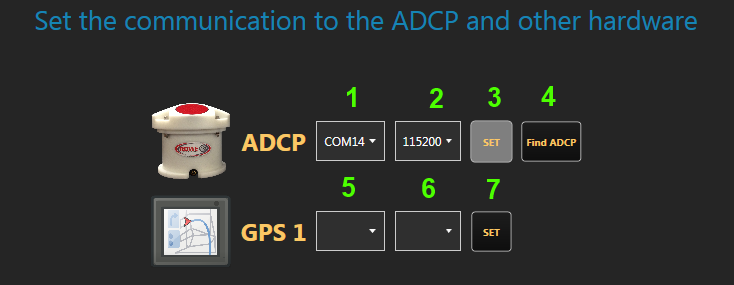 Set the communication to the ADCP and other hardware
1 2 3 4
ADCP COM14 115200 SET Find ADCP
5 6 7
GPS 1 SET